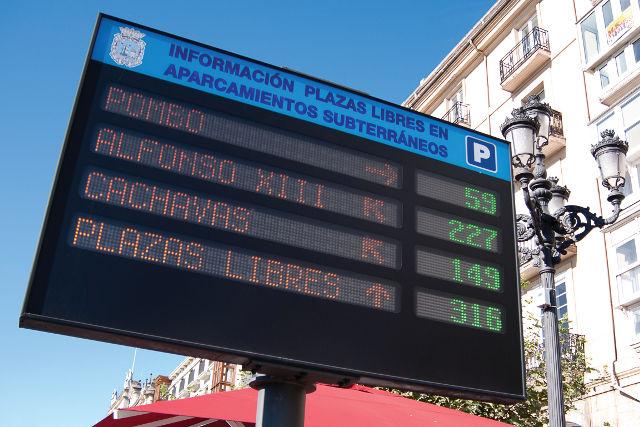 INFORMACIÓN PLAZAS LIBRES EN
APARCAMIENTOS SUBTERRÁNEOS
P
POMBO → 59
ALFONSO XIII ↖ 227
CACHAVAS ↖ 149
PLAZAS LIBRES ↑ 316